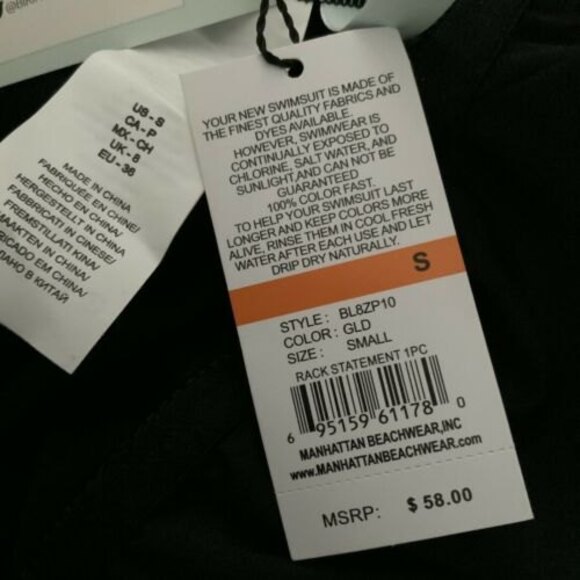 @BIKIN
US - S
CA - P
MX - CH
UK - 8
EU - 36
MADE IN CHINA
FABRIQUÉE EN CHINE/
HECHO EN CHINA/
HERGESTELLT IN CHINA
FABBRICATI IN CINESE/
FREMSTILLATI KINA/
MAKTEN IN CHINA/
RICADO EM CHINA/
ЛАНО В КИТАЙ
YOUR NEW SWIMSUIT IS MADE OF
THE FINEST QUALITY FABRICS AND
DYES AVAILABLE.
HOWEVER, SWIMWEAR IS
CONTINUALLY EXPOSED TO
CHLORINE, SALT WATER, AND
SUNLIGHT AND CAN NOT BE
GUARANTEED
100% COLOR FAST.
TO HELP YOUR SWIMSUIT LAST
LONGER AND KEEP COLORS MORE
ALIVE, RINSE THEM IN COOL FRESH
WATER AFTER EACH USE AND LET
DRIP DRY NATURALLY.
S
STYLE: BL8ZP10
COLOR: GLD
SIZE: SMALL
RACK STATEMENT 1PC
6 95159 61178 0
MANHATTAN BEACHWEAR,INC
www.MANHATTANBEACHWEAR.com
MSRP: $ 58.00